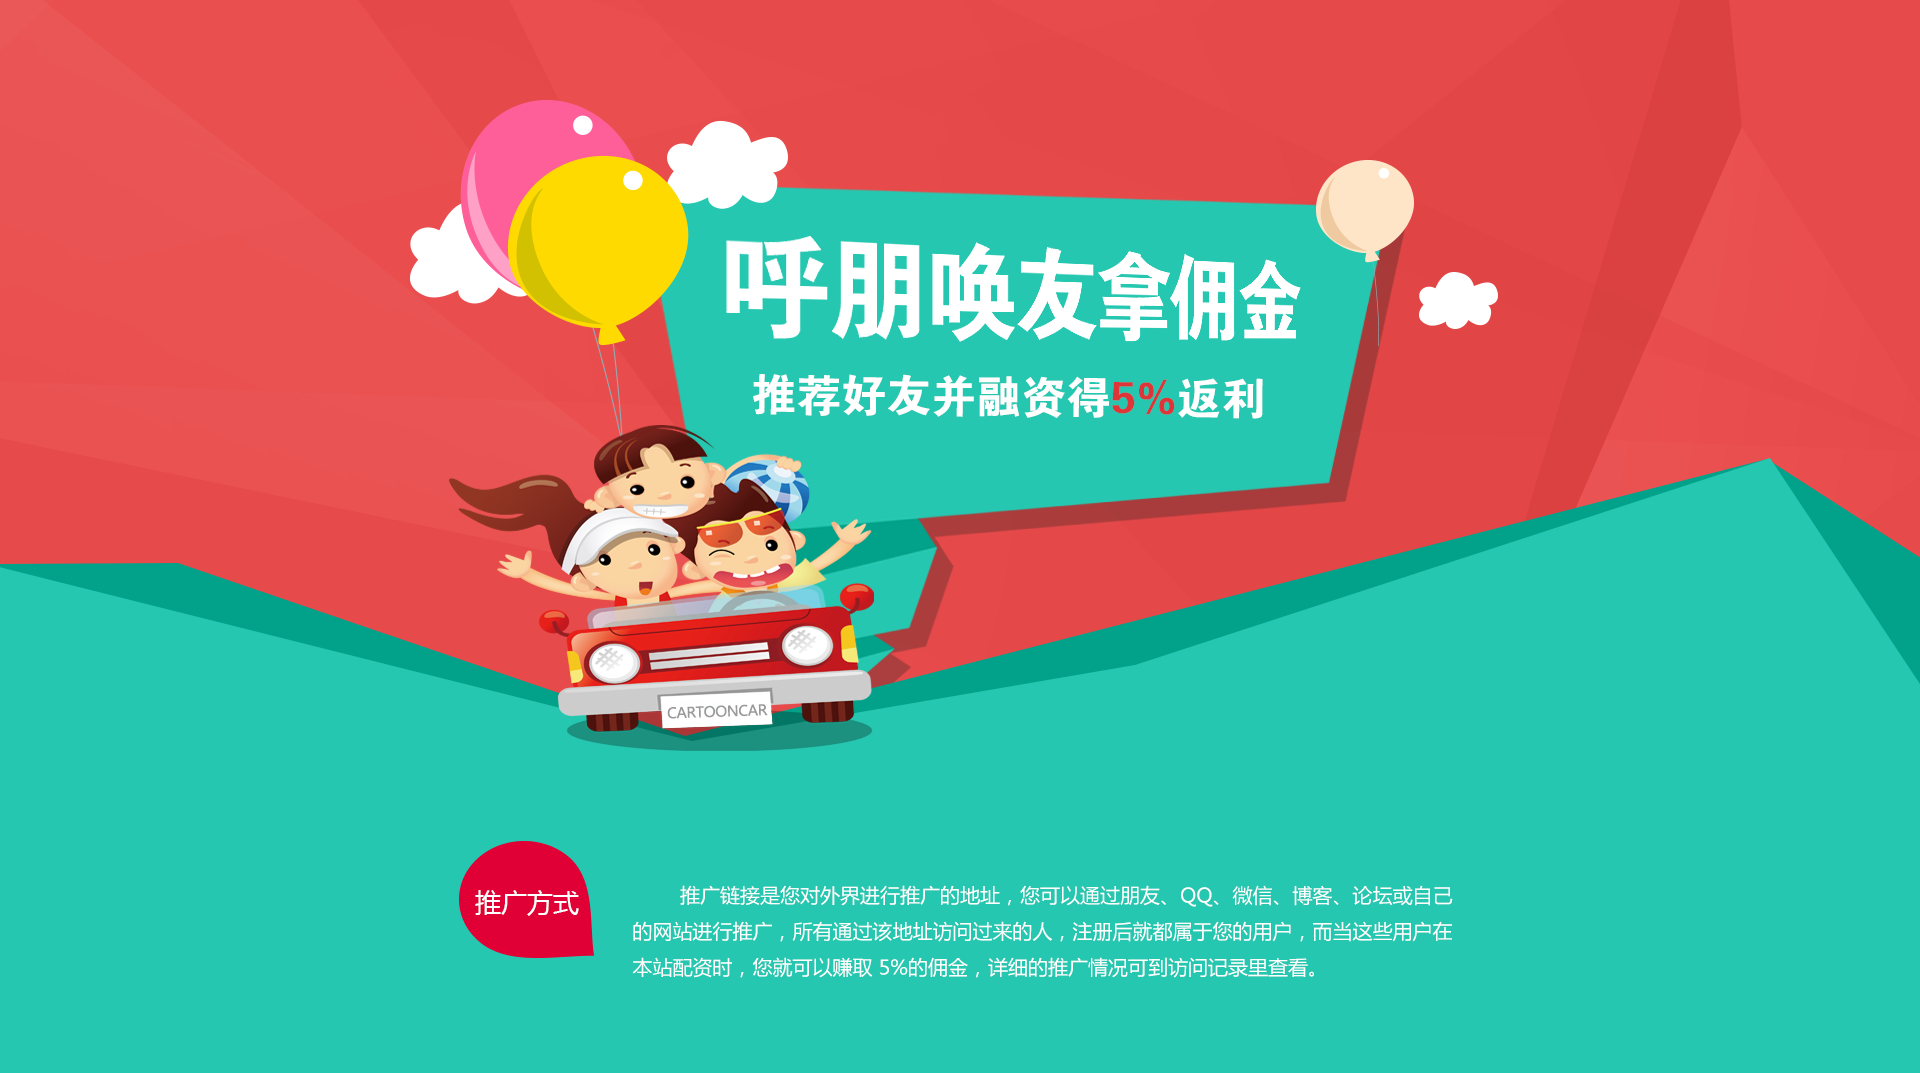 呼朋唤友拿佣金
推荐好友并融资得5%返利
CARTOONCAR
推广方式
推广链接是您对外界进行推广的地址，您可以通过朋友、QQ、微信、博客、论坛或自己
的网站进行推广，所有通过该地址访问过来的人，注册后就都属于您的用户，而当这些用户在
本站配资时，您就可以赚取 5%的佣金，详细的推广情况可到访问记录里查看。